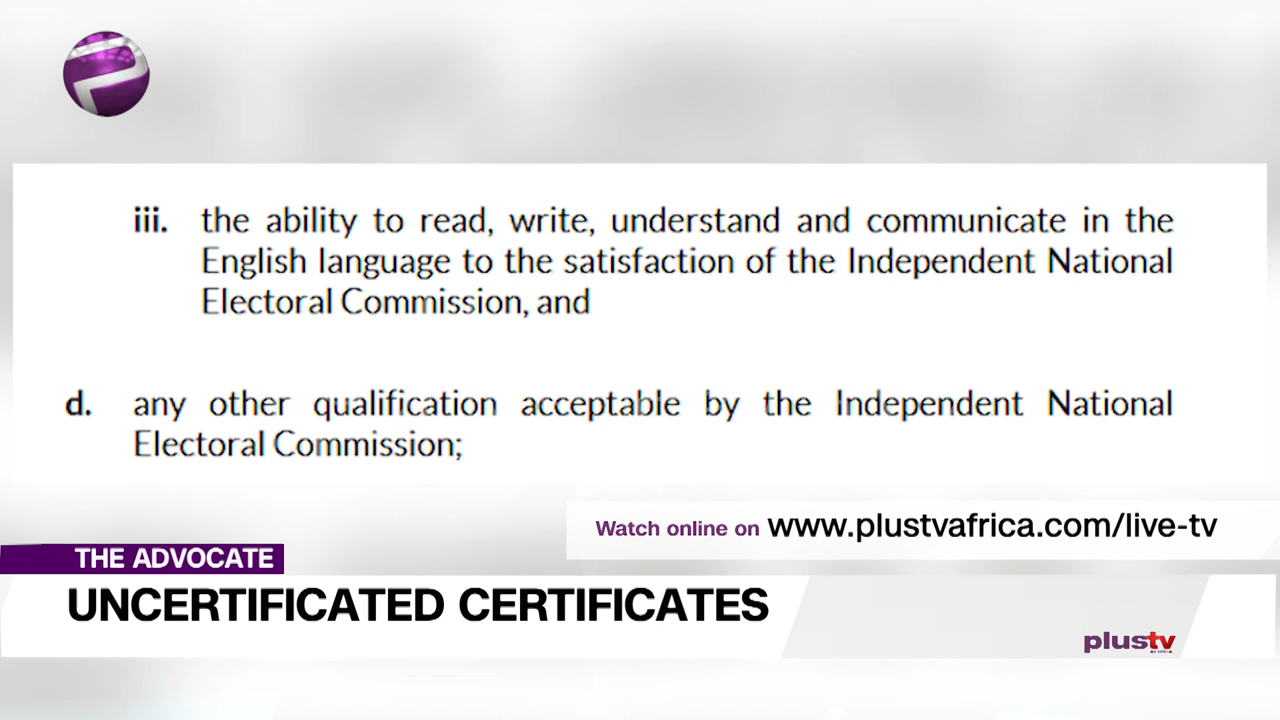 iii. the ability to read, write, understand and communicate in the
English language to the satisfaction of the Independent National
Electoral Commission, and
d. any other qualification acceptable by the Independent National
Electoral Commission;
Watch online on www.plustvafrica.com/live-tv
THE ADVOCATE
UNCERTIFICATED CERTIFICATES
plustv